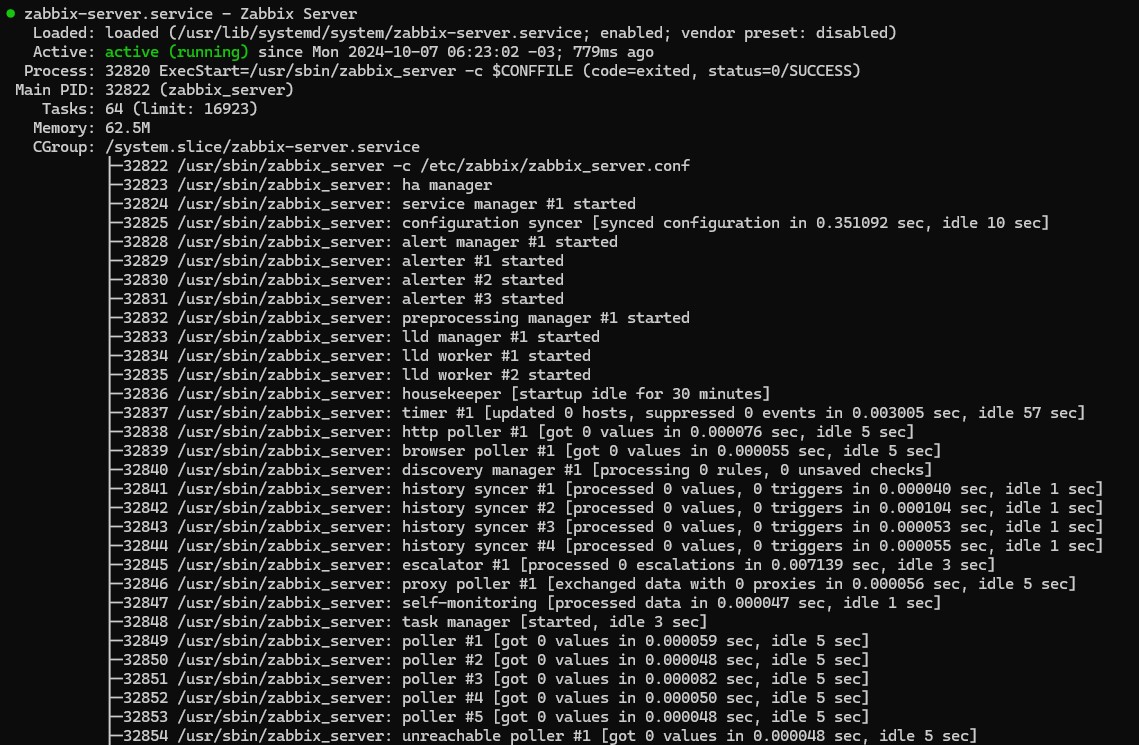 ● zabbix-server.service - Zabbix Server
   Loaded: loaded (/usr/lib/systemd/system/zabbix-server.service; enabled; vendor preset: disabled)
   Active: active (running) since Mon 2024-10-07 06:23:02 -03; 779ms ago
  Process: 32820 ExecStart=/usr/sbin/zabbix_server -c $CONFFILE (code=exited, status=0/SUCCESS)
 Main PID: 32822 (zabbix_server)
    Tasks: 64 (limit: 16923)
   Memory: 62.5M
   CGroup: /system.slice/zabbix-server.service
           ├─32822 /usr/sbin/zabbix_server -c /etc/zabbix/zabbix_server.conf
           ├─32823 /usr/sbin/zabbix_server: ha manager
           ├─32824 /usr/sbin/zabbix_server: service manager #1 started
           ├─32825 /usr/sbin/zabbix_server: configuration syncer [synced configuration in 0.351092 sec, idle 10 sec]
           ├─32828 /usr/sbin/zabbix_server: alert manager #1 started
           ├─32829 /usr/sbin/zabbix_server: alerter #1 started
           ├─32830 /usr/sbin/zabbix_server: alerter #2 started
           ├─32831 /usr/sbin/zabbix_server: alerter #3 started
           ├─32832 /usr/sbin/zabbix_server: preprocessing manager #1 started
           ├─32833 /usr/sbin/zabbix_server: lld manager #1 started
           ├─32834 /usr/sbin/zabbix_server: lld worker #1 started
           ├─32835 /usr/sbin/zabbix_server: lld worker #2 started
           ├─32836 /usr/sbin/zabbix_server: housekeeper [startup idle for 30 minutes]
           ├─32837 /usr/sbin/zabbix_server: timer #1 [updated 0 hosts, suppressed 0 events in 0.003005 sec, idle 57 sec]
           ├─32838 /usr/sbin/zabbix_server: http poller #1 [got 0 values in 0.000076 sec, idle 5 sec]
           ├─32839 /usr/sbin/zabbix_server: browser poller #1 [got 0 values in 0.000055 sec, idle 5 sec]
           ├─32840 /usr/sbin/zabbix_server: discovery manager #1 [processing 0 rules, 0 unsaved checks]
           ├─32841 /usr/sbin/zabbix_server: history syncer #1 [processed 0 values, 0 triggers in 0.000040 sec, idle 1 sec]
           ├─32842 /usr/sbin/zabbix_server: history syncer #2 [processed 0 values, 0 triggers in 0.000104 sec, idle 1 sec]
           ├─32843 /usr/sbin/zabbix_server: history syncer #3 [processed 0 values, 0 triggers in 0.000053 sec, idle 1 sec]
           ├─32844 /usr/sbin/zabbix_server: history syncer #4 [processed 0 values, 0 triggers in 0.000055 sec, idle 1 sec]
           ├─32845 /usr/sbin/zabbix_server: escalator #1 [processed 0 escalations in 0.007139 sec, idle 3 sec]
           ├─32846 /usr/sbin/zabbix_server: proxy poller #1 [exchanged data with 0 proxies in 0.000056 sec, idle 5 sec]
           ├─32847 /usr/sbin/zabbix_server: self-monitoring [processed data in 0.000047 sec, idle 1 sec]
           ├─32848 /usr/sbin/zabbix_server: task manager [started, idle 3 sec]
           ├─32849 /usr/sbin/zabbix_server: poller #1 [got 0 values in 0.000059 sec, idle 5 sec]
           ├─32850 /usr/sbin/zabbix_server: poller #2 [got 0 values in 0.000048 sec, idle 5 sec]
           ├─32851 /usr/sbin/zabbix_server: poller #3 [got 0 values in 0.000082 sec, idle 5 sec]
           ├─32852 /usr/sbin/zabbix_server: poller #4 [got 0 values in 0.000050 sec, idle 5 sec]
           ├─32853 /usr/sbin/zabbix_server: poller #5 [got 0 values in 0.000048 sec, idle 5 sec]
           ├─32854 /usr/sbin/zabbix_server: unreachable poller #1 [got 0 values in 0.000048 sec, idle 5 sec]